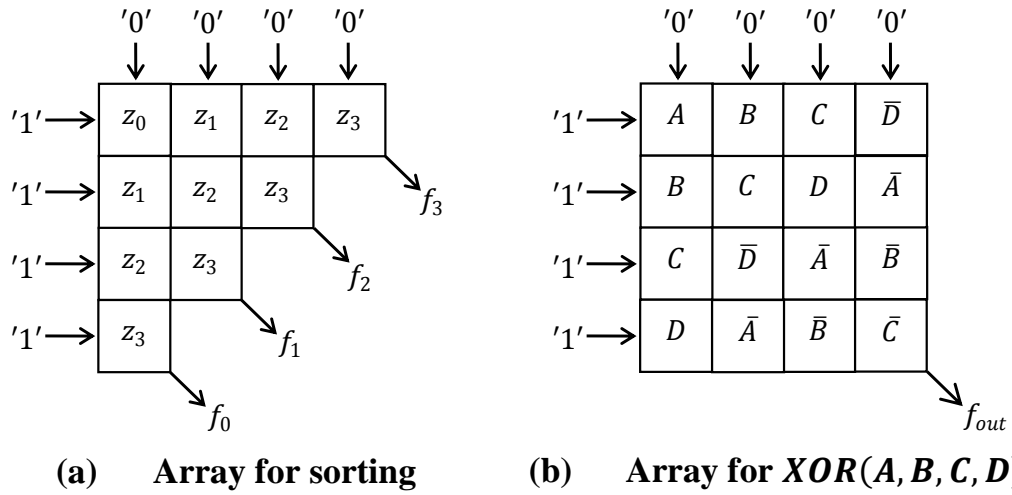 '0' '0' '0' '0' '0' '0' '0' '0'
'1' z₀ z₁ z₂ z₃ '1' A B C D̅
'1' z₁ z₂ z₃ '1' B C D A̅
f₃
'1' z₂ z₃ '1' C D̅ A̅ B̅
f₂
'1' z₃ '1' D A̅ B̅ C̅
f₁
f₀ f_out
(a) Array for sorting (b) Array for XOR(A, B, C, D)